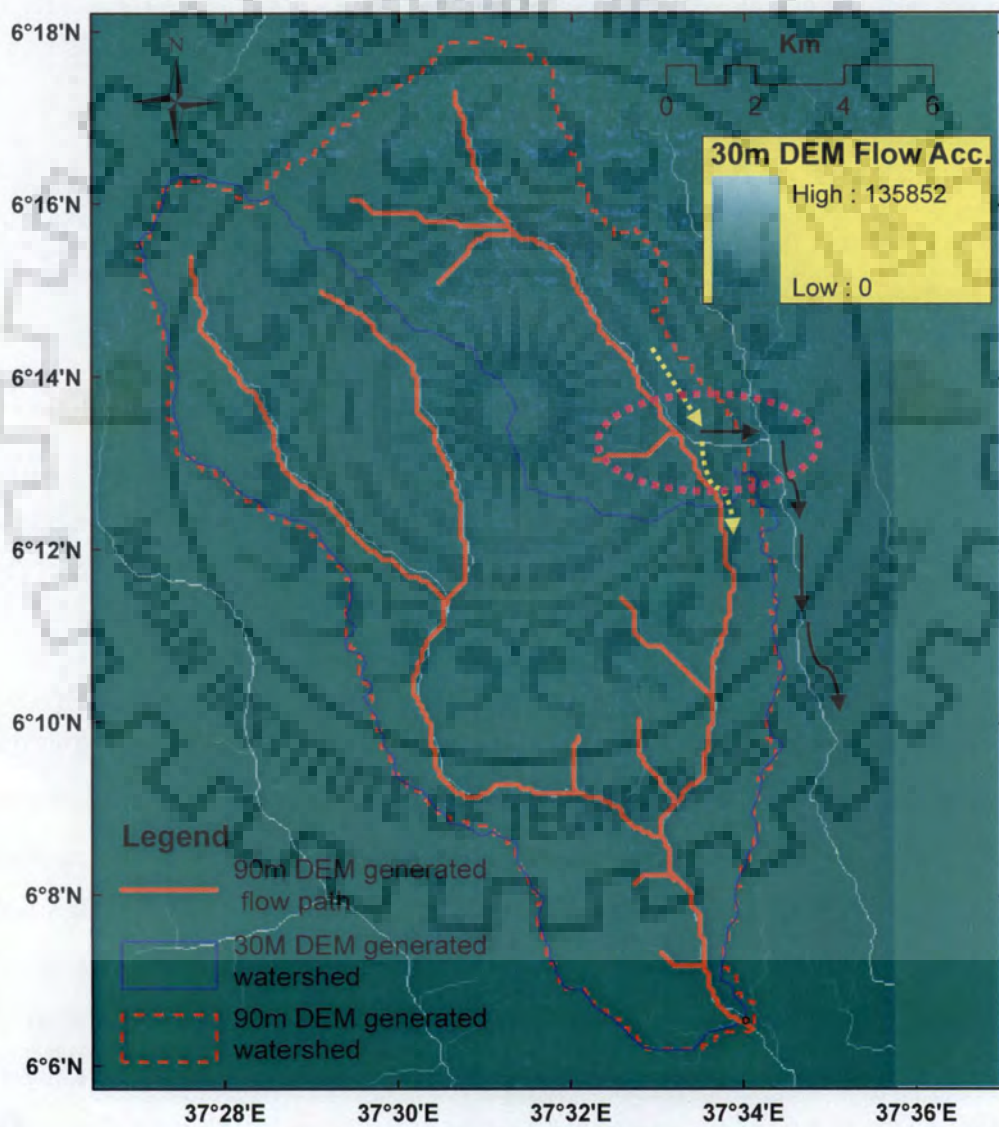 6°18'N
N
Km
0 2 4 6
30m DEM Flow Acc.
High : 135852
Low : 0
6°16'N
6°14'N
6°12'N
6°10'N
6°8'N
6°6'N
Legend
90m DEM generated
flow path
30M DEM generated
watershed
90m DEM generated
watershed
37°28'E 37°30'E 37°32'E 37°34'E 37°36'E